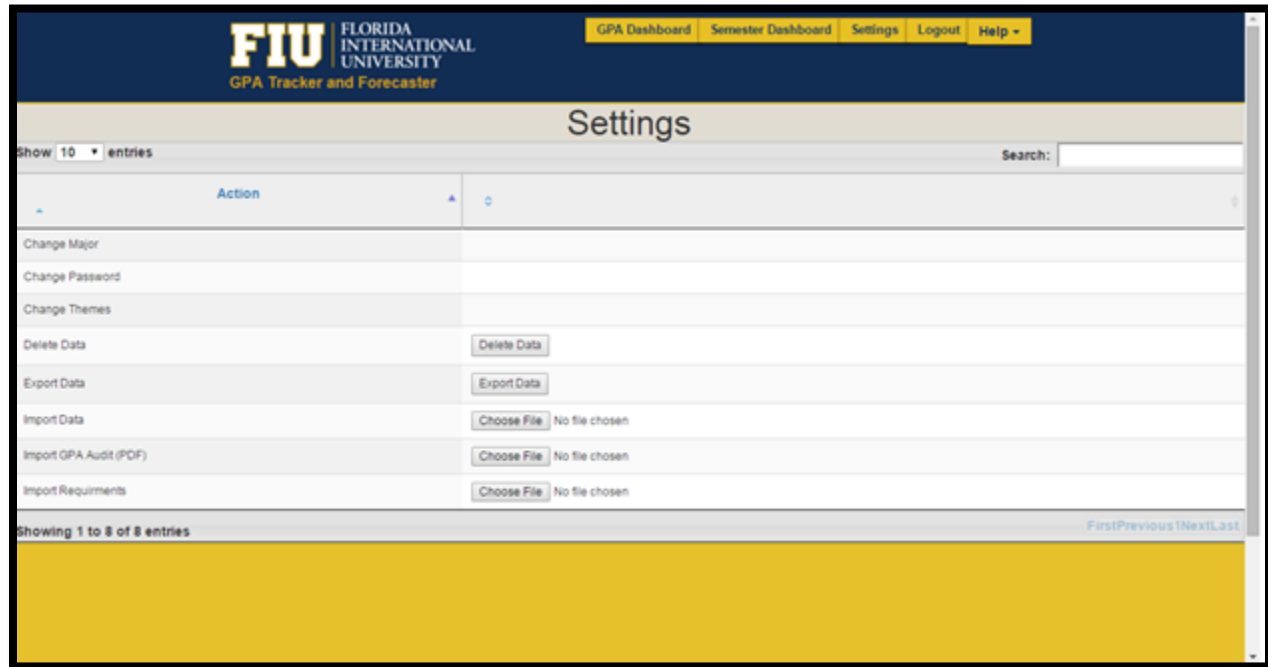 FIU FLORIDA INTERNATIONAL UNIVERSITY
GPA Tracker and Forecaster
GPA Dashboard Semester Dashboard Settings Logout Help
Settings
Show 10 entries Search:
Action
Change Major
Change Password
Change Themes
Delete Data Delete Data
Export Data Export Data
Import Data Choose File No file chosen
Import GPA Audit (PDF) Choose File No file chosen
Import Requirments Choose File No file chosen
Showing 1 to 8 of 8 entries FirstPrevious1NextLast